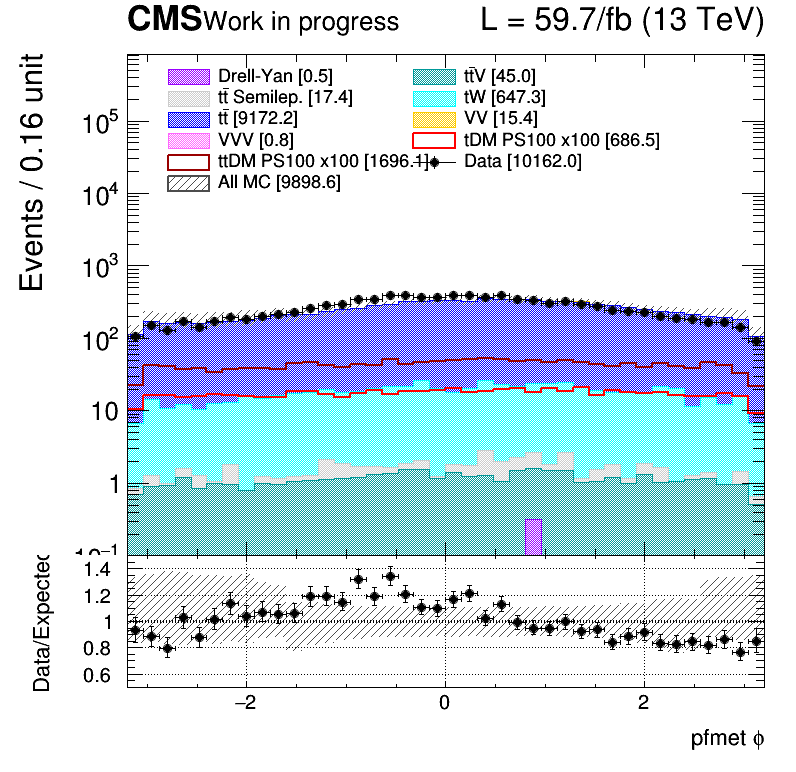 CMS Work in progress L = 59.7/fb (13 TeV)
Events / 0.16 unit
Drell-Yan [0.5] tt̄V [45.0]
tt̄ Semilep. [17.4] tW [647.3]
tt̄ [9172.2] VV [15.4]
VVV [0.8] tDM PS100 x100 [686.5]
ttDM PS100 x100 [1696.1] Data [10162.0]
All MC [9898.6]
10⁵
10⁴
10³
10²
10
1
10⁻¹
Data/Expected
1.4
1.2
1
0.8
0.6
−2 0 2
pfmet ϕ